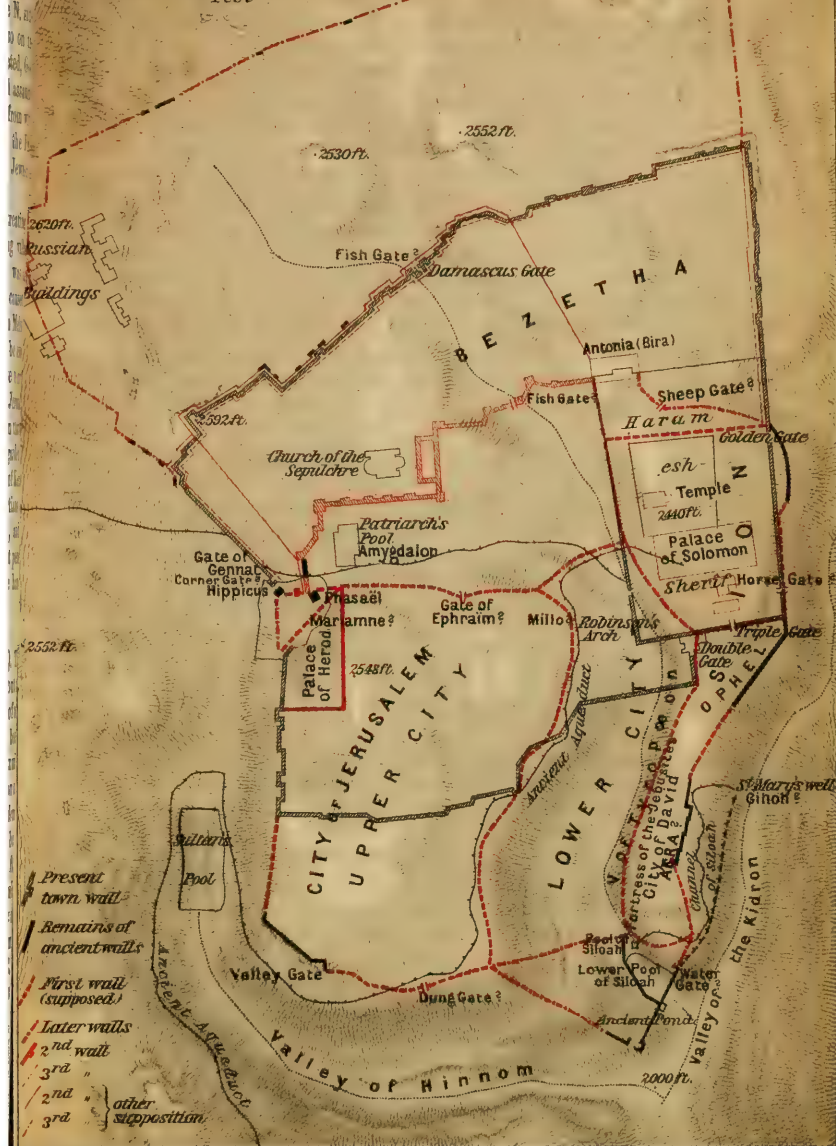 2552 ft.
2530 ft.
2620ft.
Russian
Buildings
Fish Gate?
Damascus Gate
BEZETHA
Antonia (Bira)
Fish Gate?
Sheep Gate?
Haram
Golden Gate
2592 ft.
Church of the
Sepulchre
esh-
Temple
2440 ft.
ZION
Palace
of Solomon
sherif
Horse Gate?
Patriarch's
Pool
Amygdalon
Gate of
Gennat
Corner Gate?
Hippicus
Phasaël
Mariamne?
Gate of
Ephraim?
Millo?
Robinson's
Arch
Triple Gate
Double
Gate
OPHEL
2552 ft.
Palace
of Herod
2548 ft.
CITY of JERUSALEM
UPPER CITY
Ancient Aqueduct
LOWER CITY
V. OF TYROPOEON
Fortress of the Jebusites
City of David
AKRA?
St Mary's well
Gihon?
Channel
of Siloah
Sultan's
Pool
Valley Gate
Dung Gate?
Pool of
Siloah
Lower Pool
of Siloah
Water
Gate
Ancient Pond
Valley of the Kidron
Ancient Aqueduct
Valley of Hinnom
2000 ft.
Present
town wall
Remains of
ancient walls
First wall
(supposed)
Later walls
2nd wall
3rd "
2nd "
3rd "
other
supposition